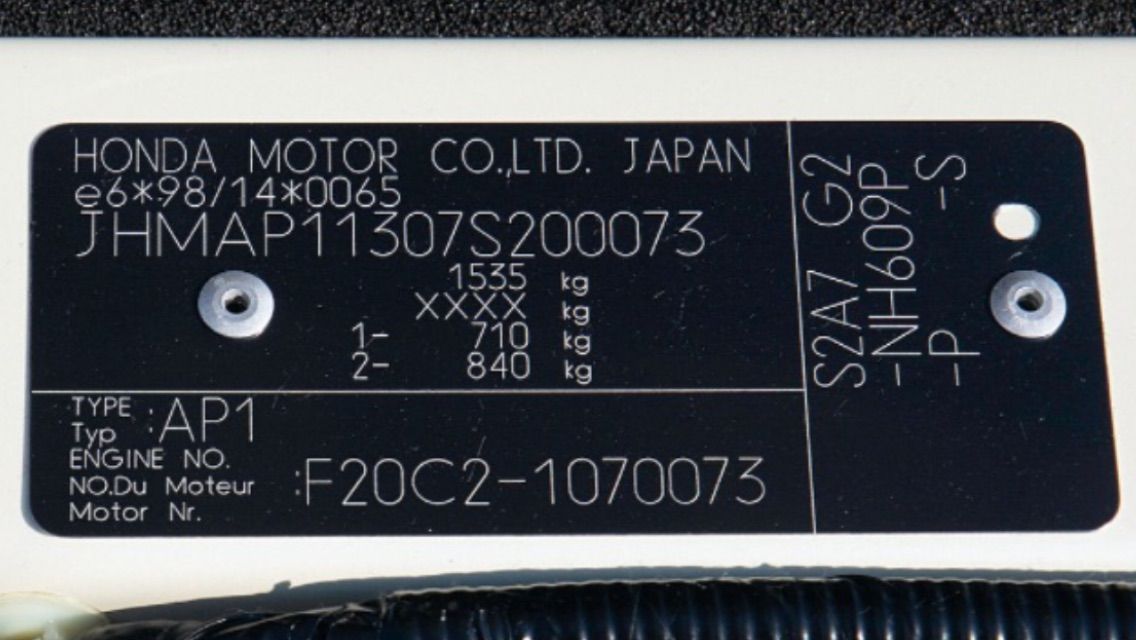 HONDA MOTOR CO.,LTD. JAPAN
e6*98/14*0065
JHMAP11307S200073
1535 kg
XXXX kg
1- 710 kg
2- 840 kg
TYPE
Typ :AP1
ENGINE NO.
NO.Du Moteur :F20C2-1070073
Motor Nr.
S2A7 G2
-NH609P
-P -S